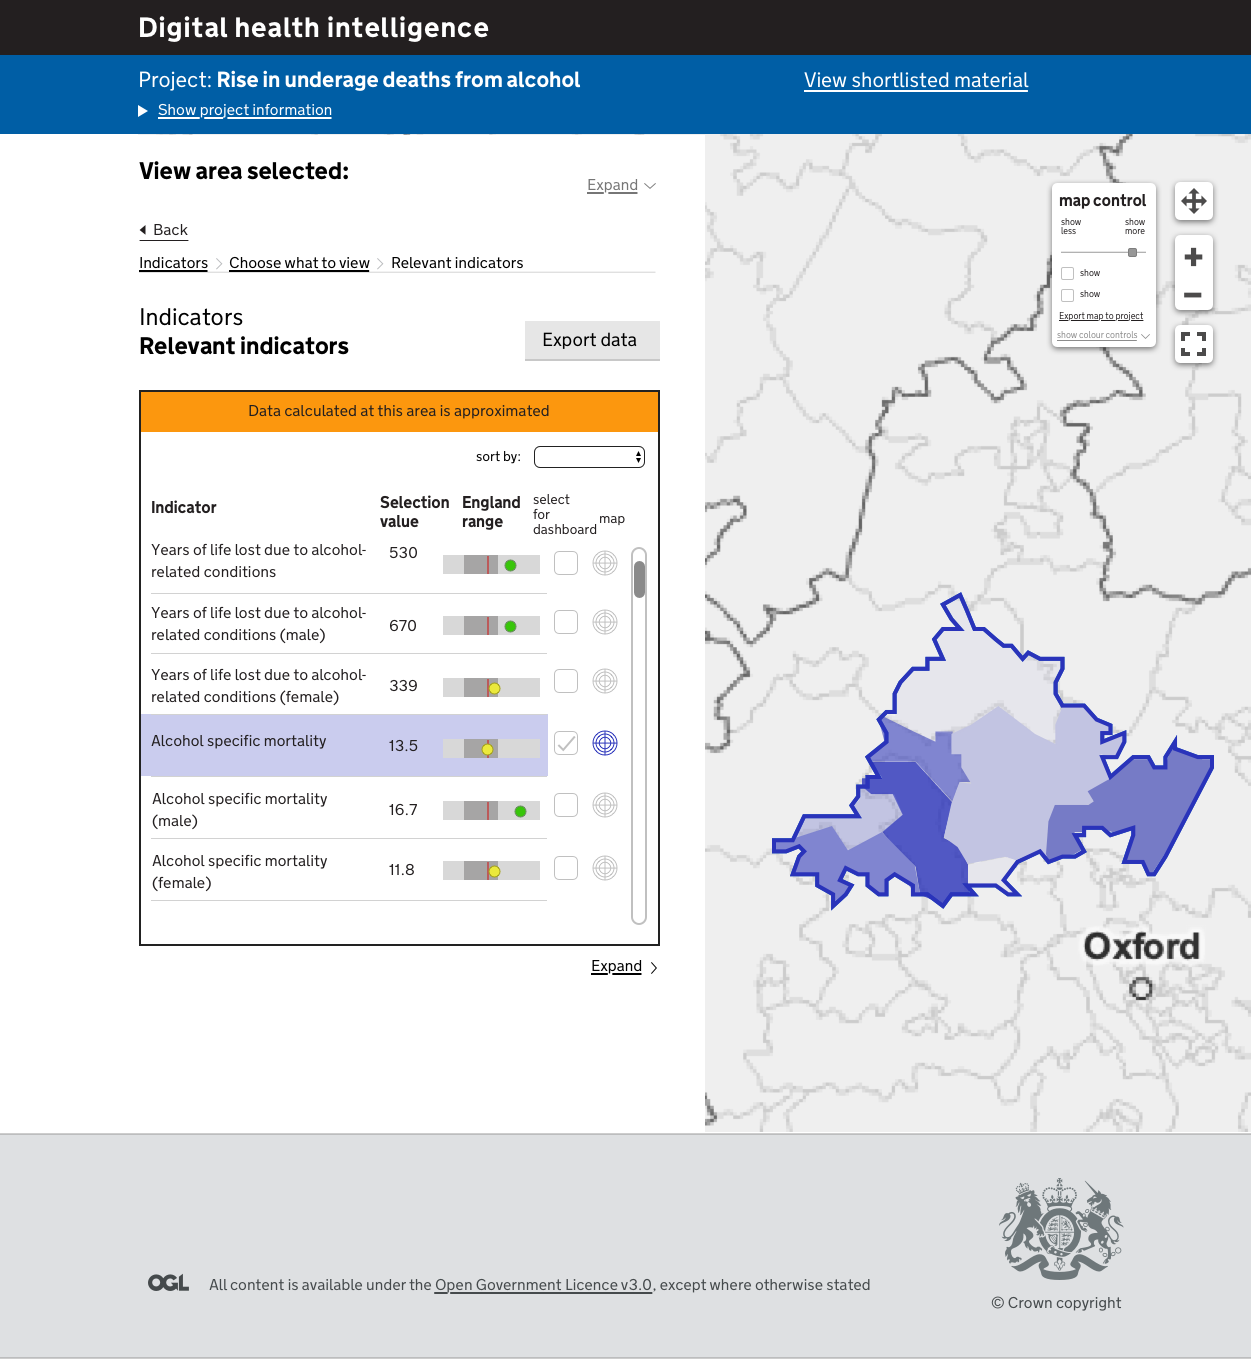 Digital health intelligence
Project: Rise in underage deaths from alcohol
View shortlisted material
Show project information
View area selected:
Expand
Back
Indicators
Choose what to view
Relevant indicators
Indicators
Relevant indicators
Export data
Data calculated at this area is approximated
sort by:
Indicator
Selection
value
England
range
select
for
dashboard
map
Years of life lost due to alcohol-
related conditions
530
Years of life lost due to alcohol-
related conditions (male)
670
Years of life lost due to alcohol-
related conditions (female)
339
Alcohol specific mortality
13.5
Alcohol specific mortality
(male)
16.7
Alcohol specific mortality
(female)
11.8
Expand
map control
show
less
show
more
show
show
Export map to project
show colour controls
Oxford
OGL
All content is available under the Open Government Licence v3.0, except where otherwise stated
© Crown copyright